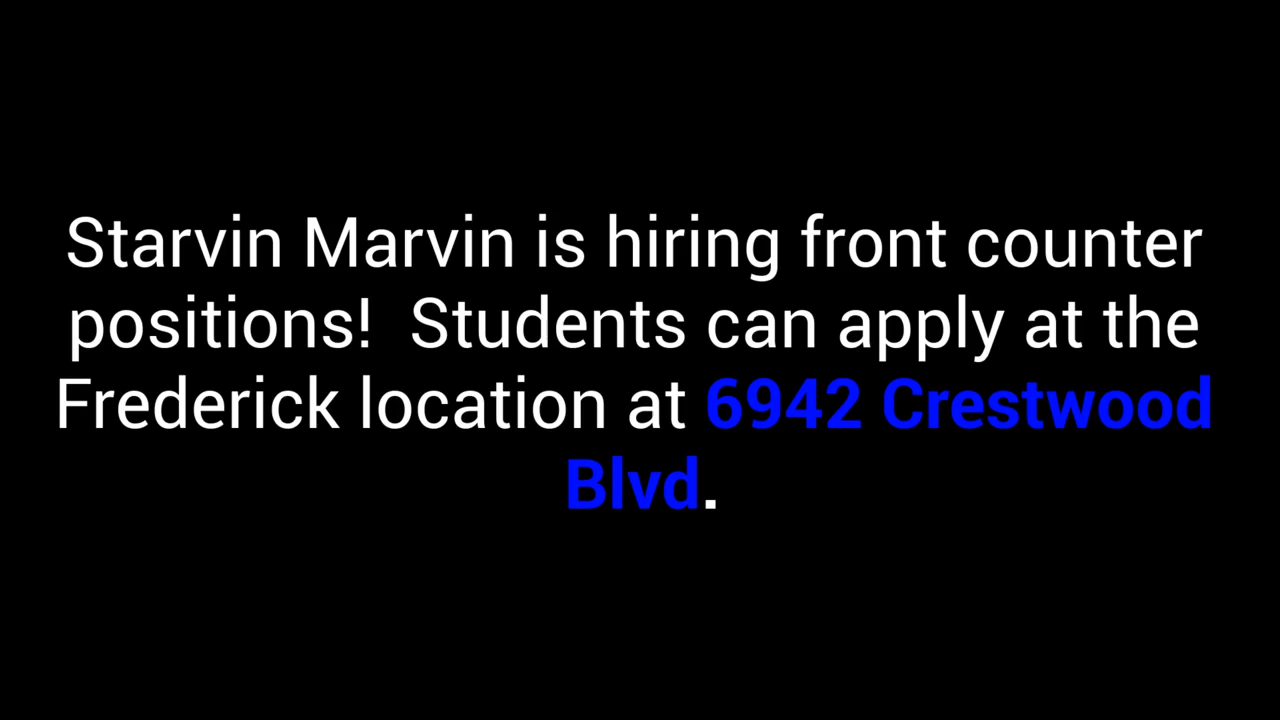 Starvin Marvin is hiring front counter
positions!  Students can apply at the
Frederick location at 6942 Crestwood
Blvd.